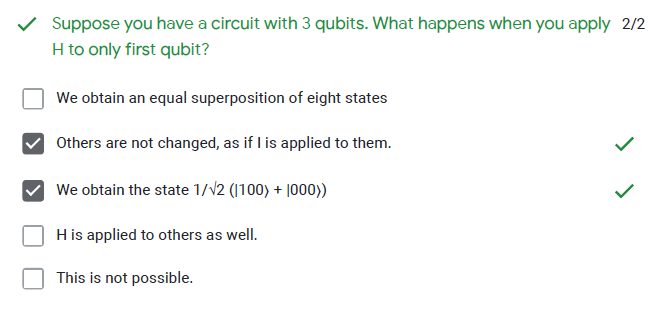 Suppose you have a circuit with 3 qubits. What happens when you apply 2/2
H to only first qubit?
We obtain an equal superposition of eight states
Others are not changed, as if I is applied to them.
We obtain the state 1/√2 (|100⟩ + |000⟩)
H is applied to others as well.
This is not possible.